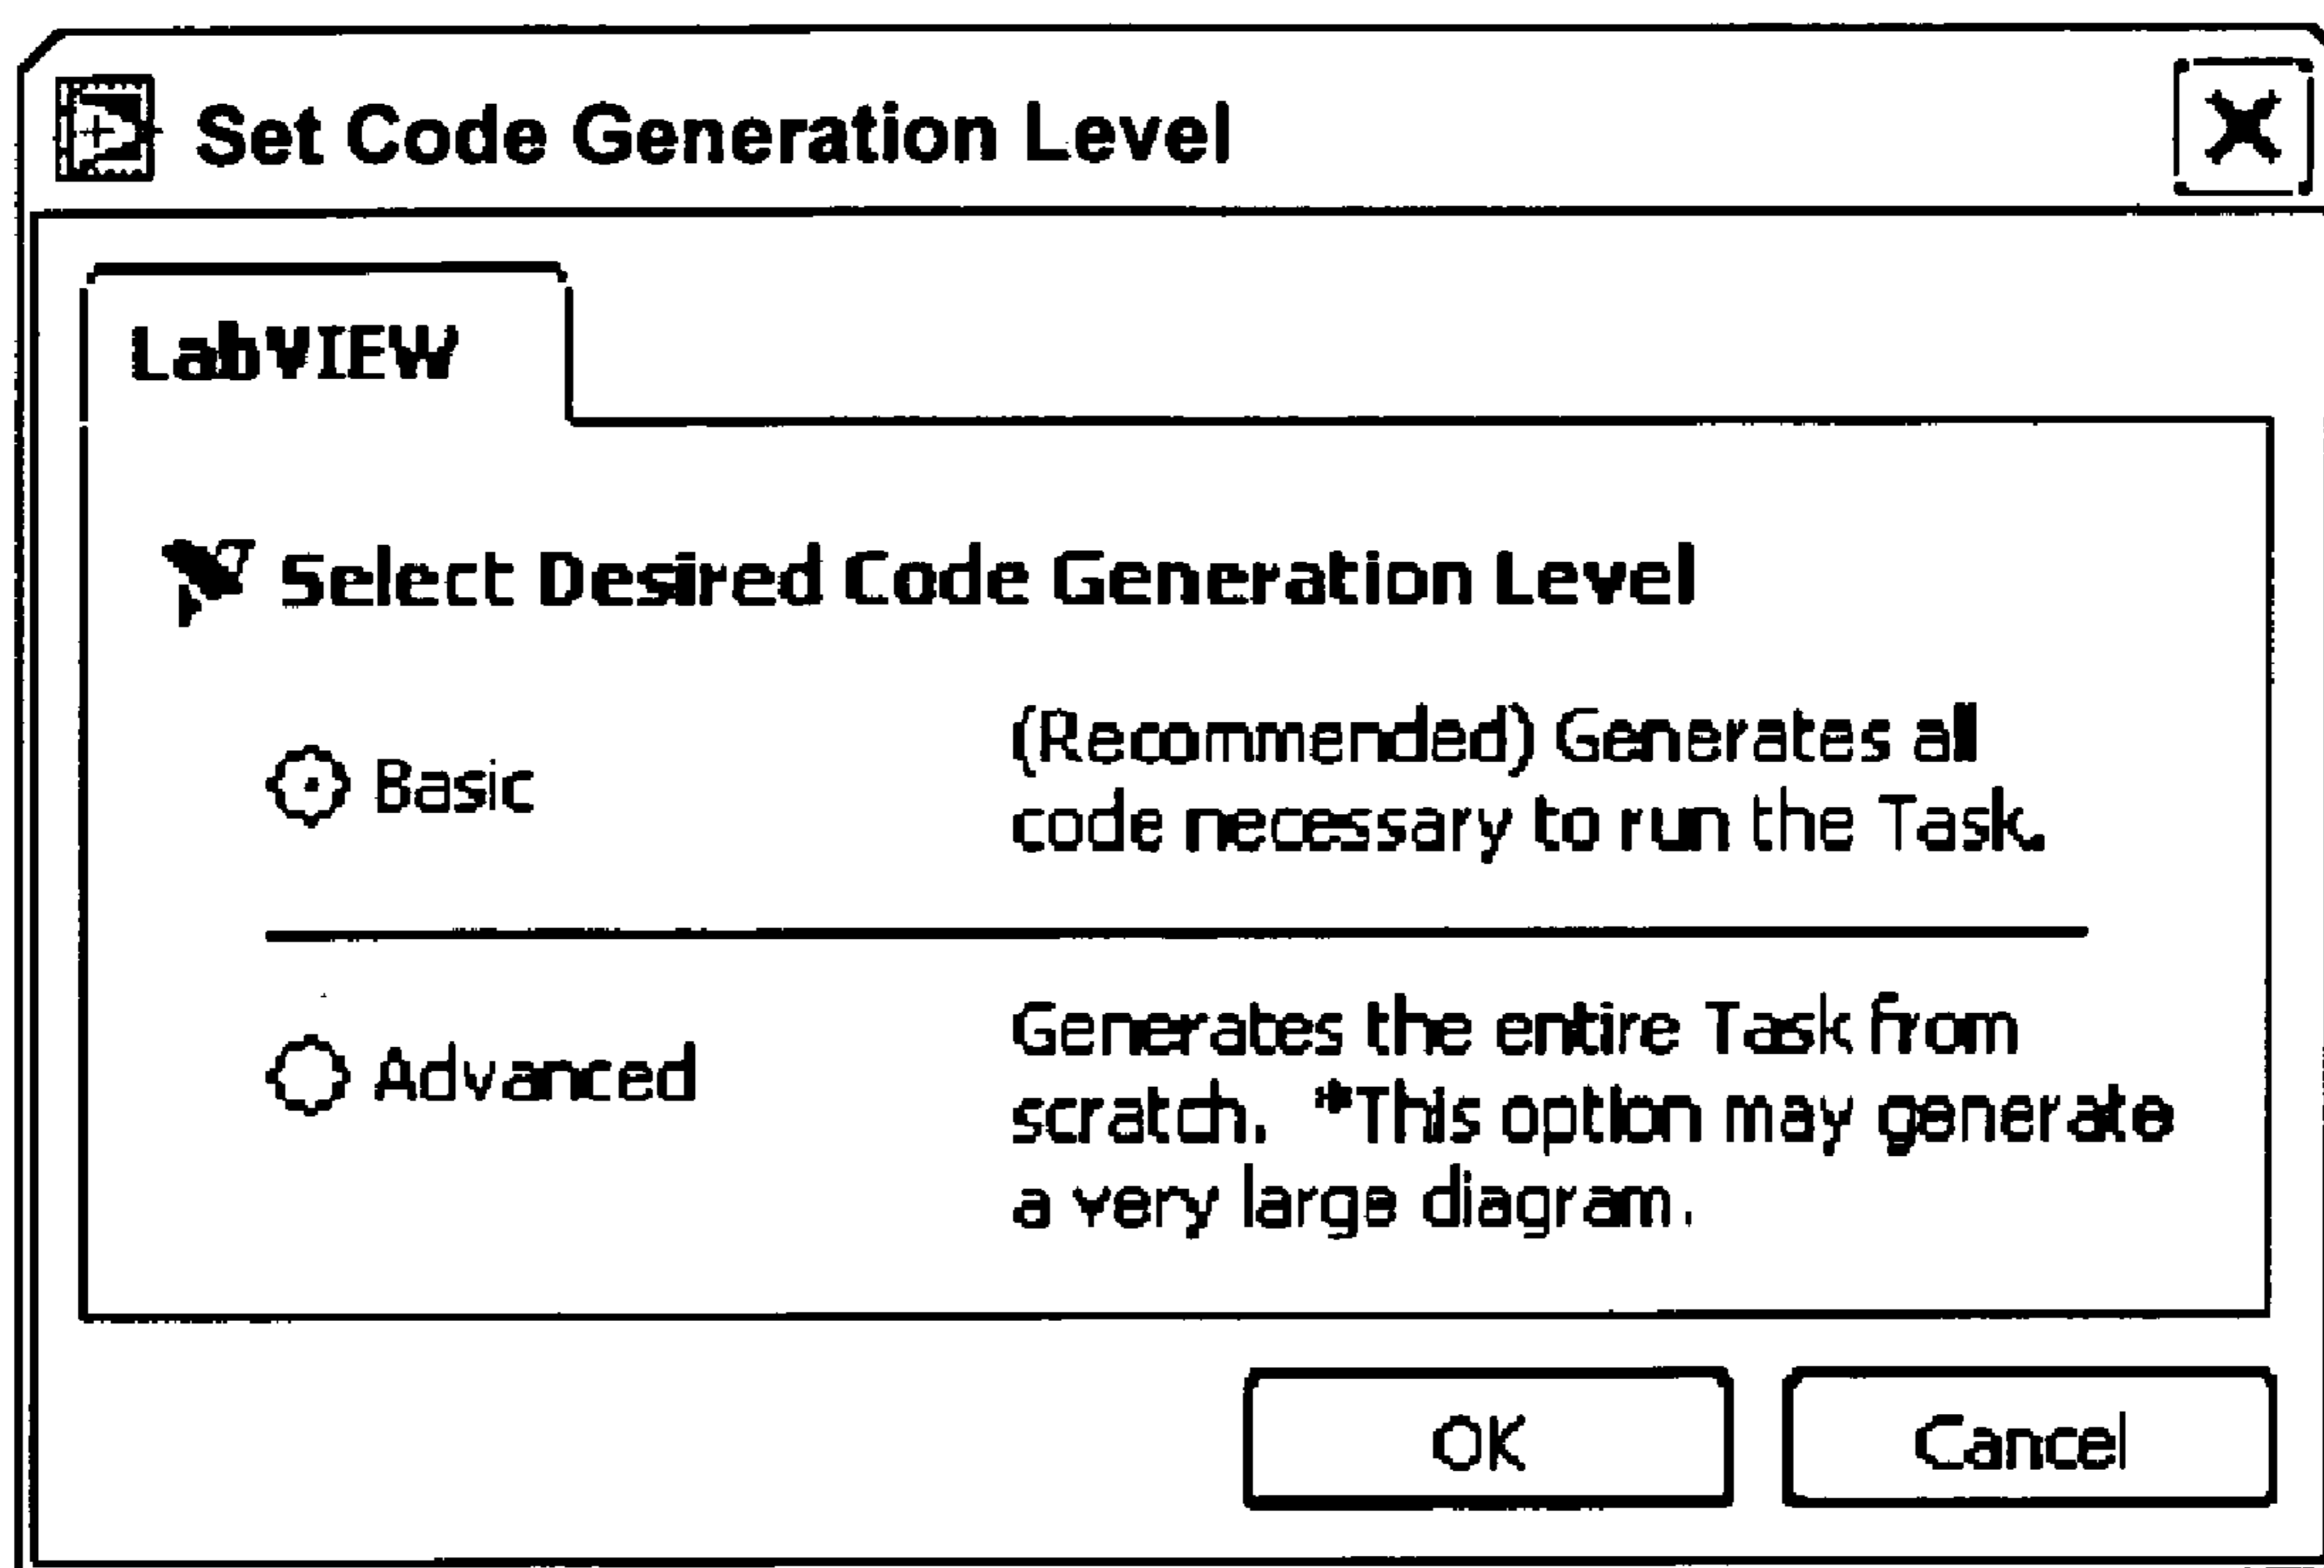 Set Code Generation Level
LabVIEW
Select Desired Code Generation Level
Basic
(Recommended) Generates all
code necessary to run the Task.
Advanced
Generates the entire Task from
scratch. *This option may generate
a very large diagram.
OK
Cancel